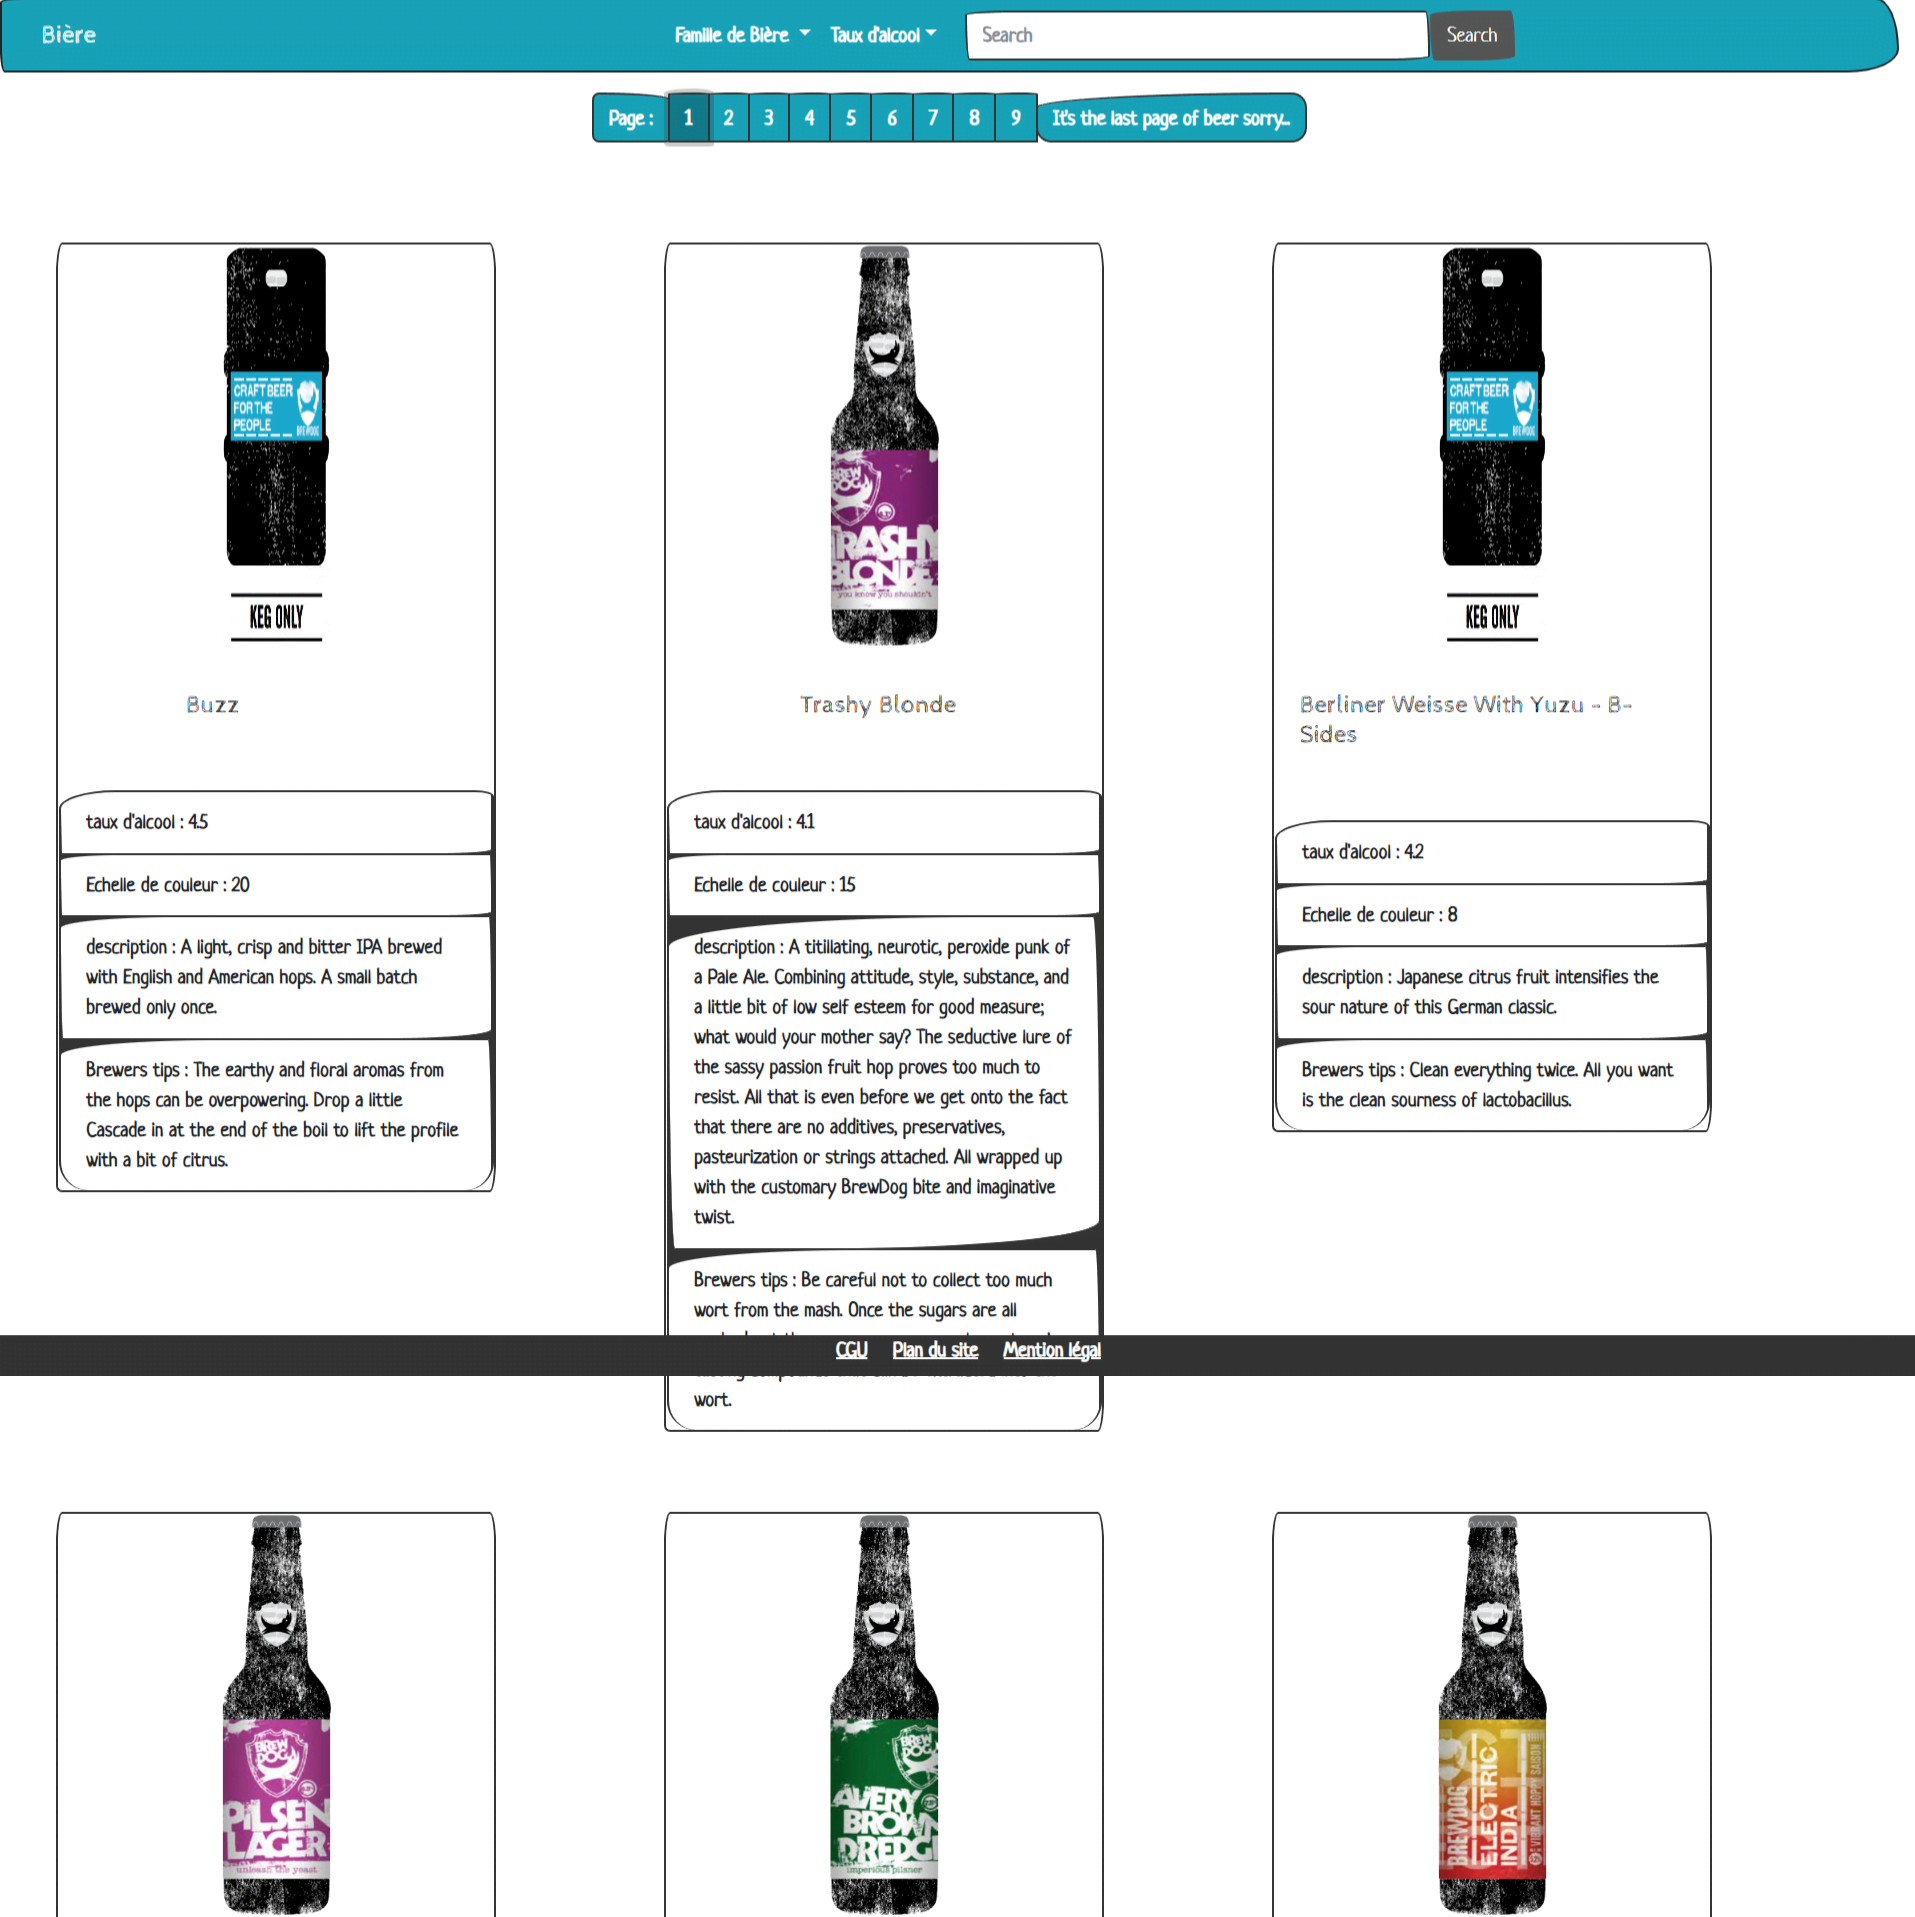 Bière
Famille de Bière
Taux d'alcool
Search
Search
Page :
1
2
3
4
5
6
7
8
9
It's the last page of beer sorry...
CRAFT BEER
FOR THE
PEOPLE
BREWDOG
KEG ONLY
BREW
DOG
TRASHY
BLONDE
you know you shouldn't
CRAFT BEER
FOR THE
PEOPLE
BREWDOG
KEG ONLY
Buzz
Trashy Blonde
Berliner Weisse With Yuzu - B-
Sides
taux d'alcool : 4.5
Echelle de couleur : 20
description : A light, crisp and bitter IPA brewed
with English and American hops. A small batch
brewed only once.
Brewers tips : The earthy and floral aromas from
the hops can be overpowering. Drop a little
Cascade in at the end of the boil to lift the profile
with a bit of citrus.
taux d'alcool : 4.1
Echelle de couleur : 15
description : A titillating, neurotic, peroxide punk of
a Pale Ale. Combining attitude, style, substance, and
a little bit of low self esteem for good measure;
what would your mother say? The seductive lure of
the sassy passion fruit hop proves too much to
resist. All that is even before we get onto the fact
that there are no additives, preservatives,
pasteurization or strings attached. All wrapped up
with the customary BrewDog bite and imaginative
twist.
Brewers tips : Be careful not to collect too much
wort from the mash. Once the sugars are all
wort.
taux d'alcool : 4.2
Echelle de couleur : 8
description : Japanese citrus fruit intensifies the
sour nature of this German classic.
Brewers tips : Clean everything twice. All you want
is the clean sourness of lactobacillus.
CGU
Plan du site
Mention légal
BREW
DOG
PILSEN
LAGER
unleash the yeast
BREW
DOG
AVERY
BROWN
DREDGE
imperious pilsner
BREWDOG
ELECTRIC
INDIA
VIBRANT HOPPY SAISON